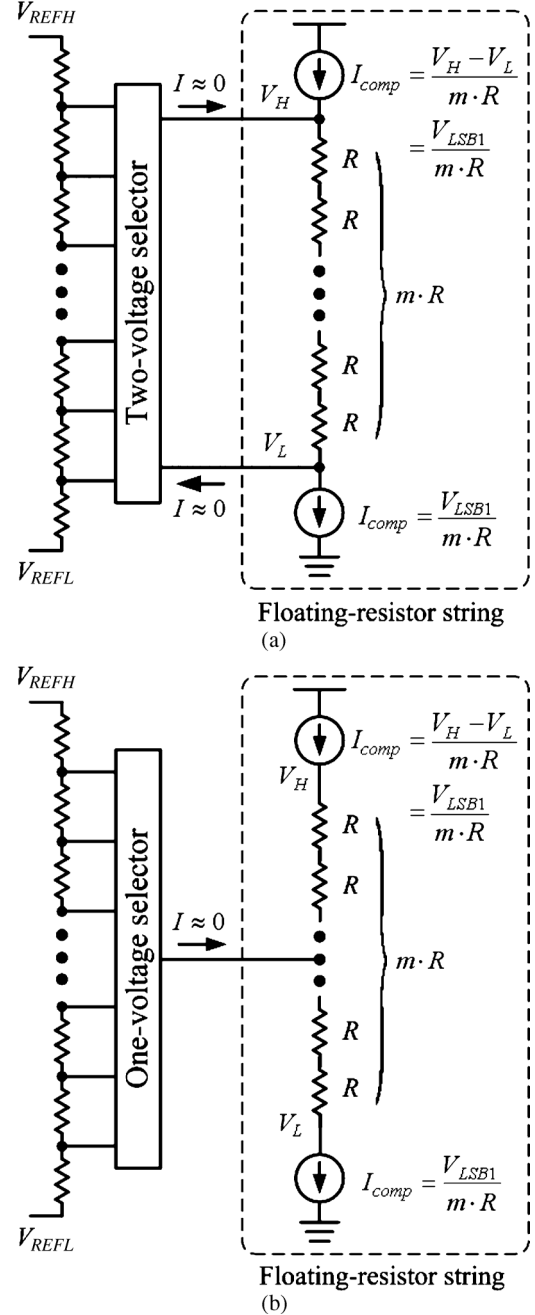 V_REFH
I ≈ 0
V_H
I_comp = (V_H − V_L) / (m·R)
= V_LSB1 / (m·R)
R
R
Two-voltage selector
m·R
R
R
V_L
I ≈ 0
I_comp = V_LSB1 / (m·R)
V_REFL
Floating-resistor string
(a)
V_REFH
I_comp = (V_H − V_L) / (m·R)
V_H
= V_LSB1 / (m·R)
R
R
One-voltage selector
I ≈ 0
m·R
R
R
V_L
I_comp = V_LSB1 / (m·R)
V_REFL
Floating-resistor string
(b)